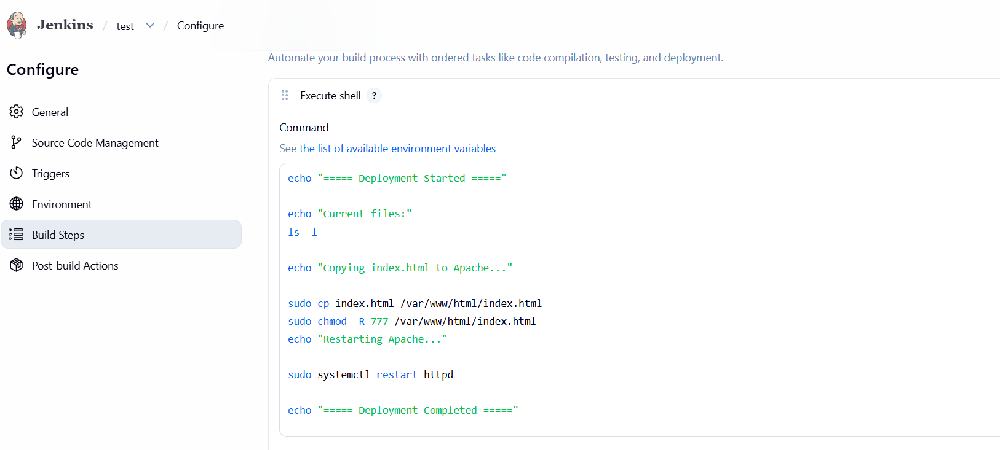 Jenkins / test / Configure
Configure
General
Source Code Management
Triggers
Environment
Build Steps
Post-build Actions
Automate your build process with ordered tasks like code compilation, testing, and deployment.
Execute shell ?
Command
See the list of available environment variables
echo "===== Deployment Started ====="
echo "Current files:"
ls -l
echo "Copying index.html to Apache..."
sudo cp index.html /var/www/html/index.html
sudo chmod -R 777 /var/www/html/index.html
echo "Restarting Apache..."
sudo systemctl restart httpd
echo "===== Deployment Completed ====="